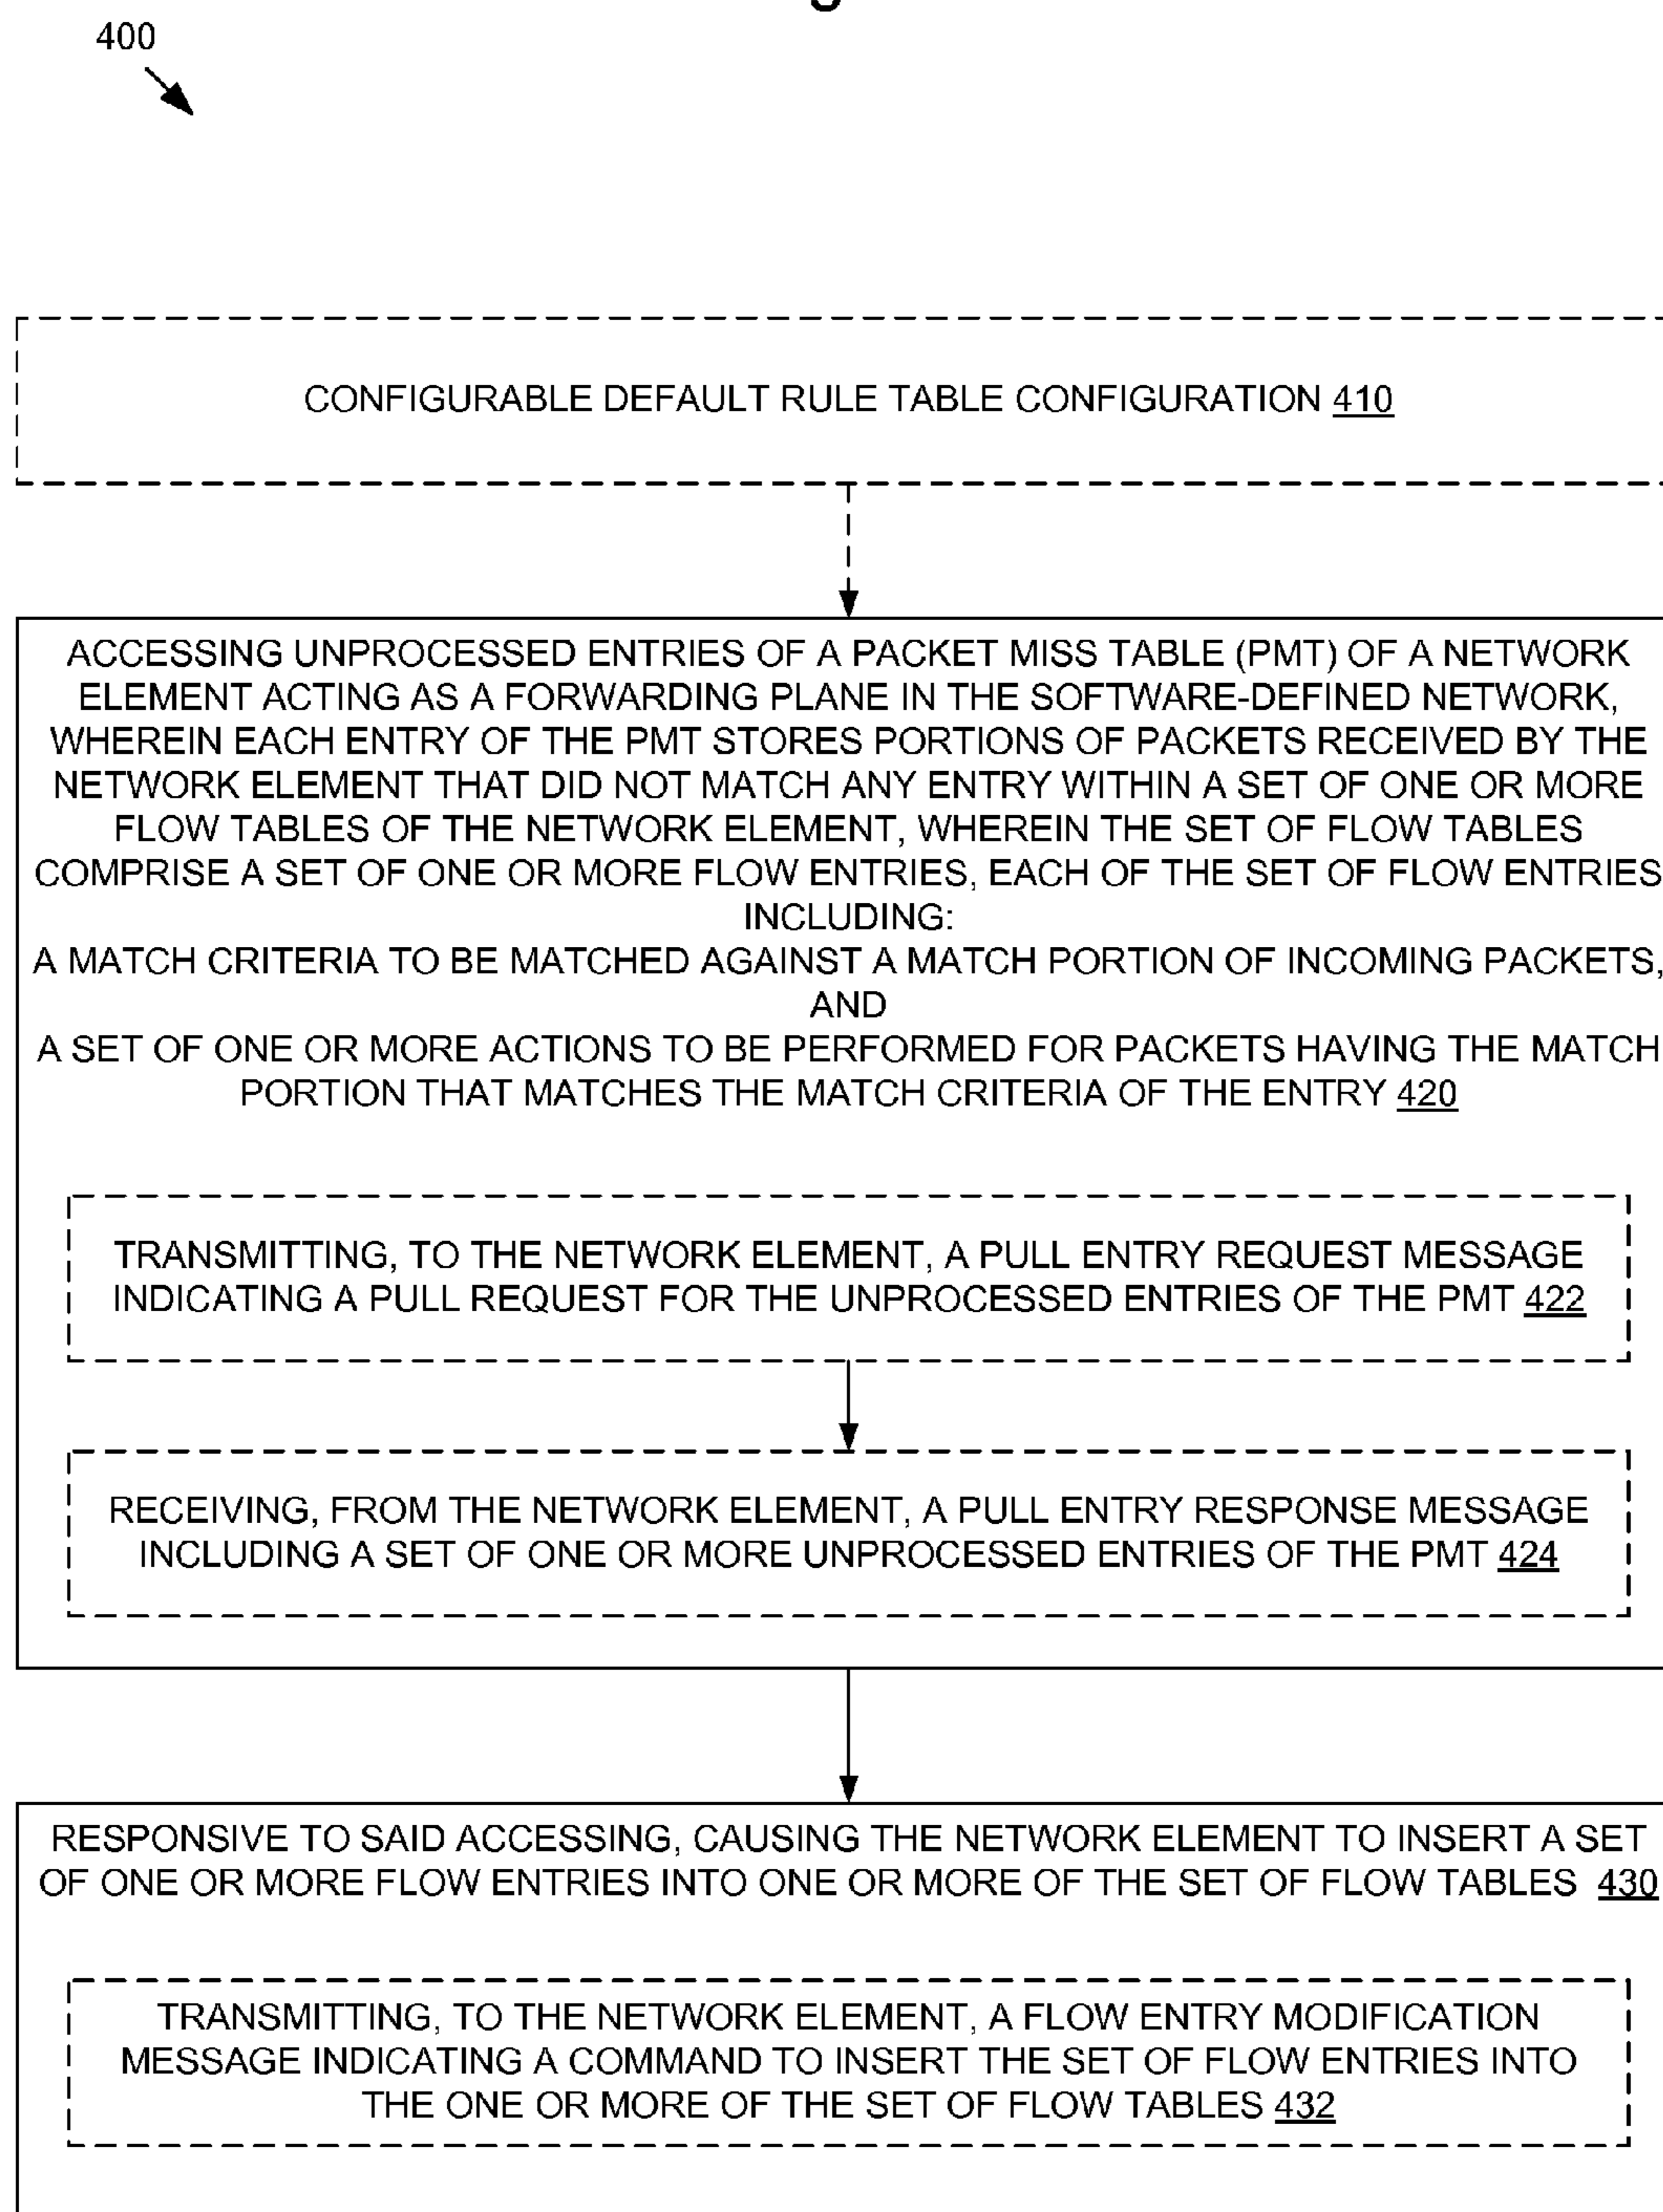 400
CONFIGURABLE DEFAULT RULE TABLE CONFIGURATION 410
ACCESSING UNPROCESSED ENTRIES OF A PACKET MISS TABLE (PMT) OF A NETWORK
ELEMENT ACTING AS A FORWARDING PLANE IN THE SOFTWARE-DEFINED NETWORK,
WHEREIN EACH ENTRY OF THE PMT STORES PORTIONS OF PACKETS RECEIVED BY THE
NETWORK ELEMENT THAT DID NOT MATCH ANY ENTRY WITHIN A SET OF ONE OR MORE
FLOW TABLES OF THE NETWORK ELEMENT, WHEREIN THE SET OF FLOW TABLES
COMPRISE A SET OF ONE OR MORE FLOW ENTRIES, EACH OF THE SET OF FLOW ENTRIES
INCLUDING:
A MATCH CRITERIA TO BE MATCHED AGAINST A MATCH PORTION OF INCOMING PACKETS,
AND
A SET OF ONE OR MORE ACTIONS TO BE PERFORMED FOR PACKETS HAVING THE MATCH
PORTION THAT MATCHES THE MATCH CRITERIA OF THE ENTRY 420
TRANSMITTING, TO THE NETWORK ELEMENT, A PULL ENTRY REQUEST MESSAGE
INDICATING A PULL REQUEST FOR THE UNPROCESSED ENTRIES OF THE PMT 422
RECEIVING, FROM THE NETWORK ELEMENT, A PULL ENTRY RESPONSE MESSAGE
INCLUDING A SET OF ONE OR MORE UNPROCESSED ENTRIES OF THE PMT 424
RESPONSIVE TO SAID ACCESSING, CAUSING THE NETWORK ELEMENT TO INSERT A SET
OF ONE OR MORE FLOW ENTRIES INTO ONE OR MORE OF THE SET OF FLOW TABLES 430
TRANSMITTING, TO THE NETWORK ELEMENT, A FLOW ENTRY MODIFICATION
MESSAGE INDICATING A COMMAND TO INSERT THE SET OF FLOW ENTRIES INTO
THE ONE OR MORE OF THE SET OF FLOW TABLES 432